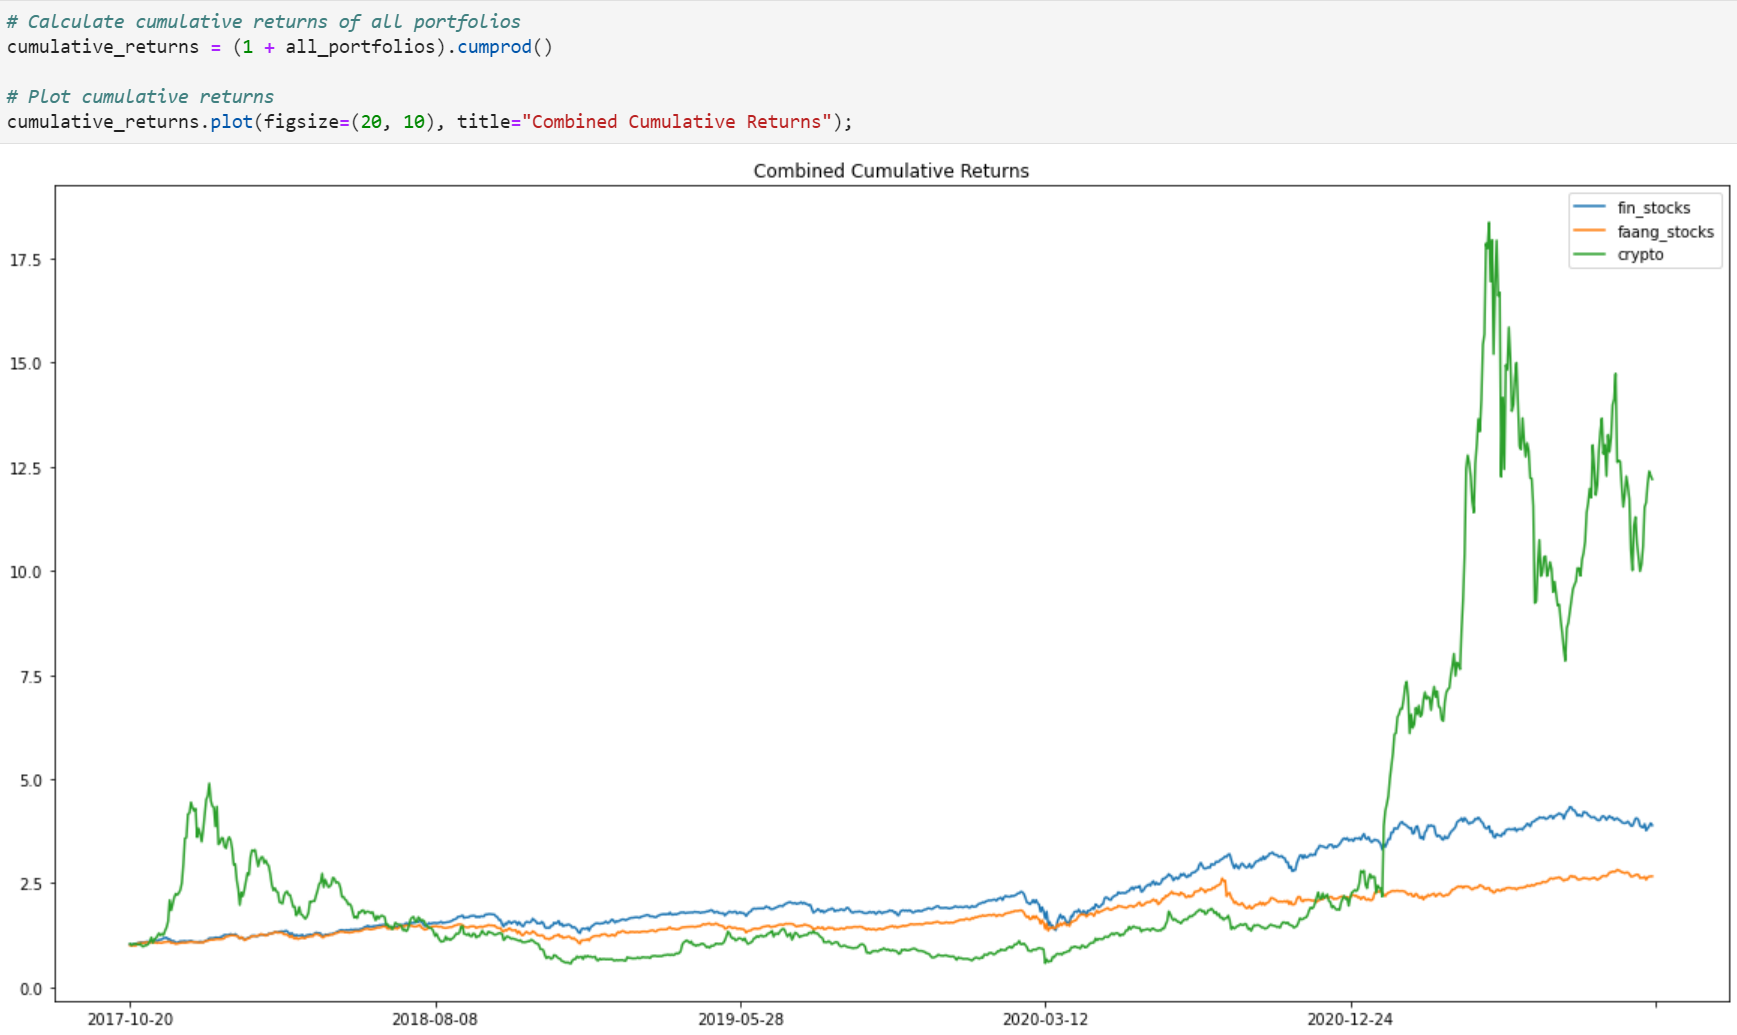 # Calculate cumulative returns of all portfolios
cumulative_returns = (1 + all_portfolios).cumprod()
# Plot cumulative returns
cumulative_returns.plot(figsize=(20, 10), title="Combined Cumulative Returns");
Combined Cumulative Returns
fin_stocks
faang_stocks
crypto
17.5
15.0
12.5
10.0
7.5
5.0
2.5
0.0
2017-10-20 2018-08-08 2019-05-28 2020-03-12 2020-12-24